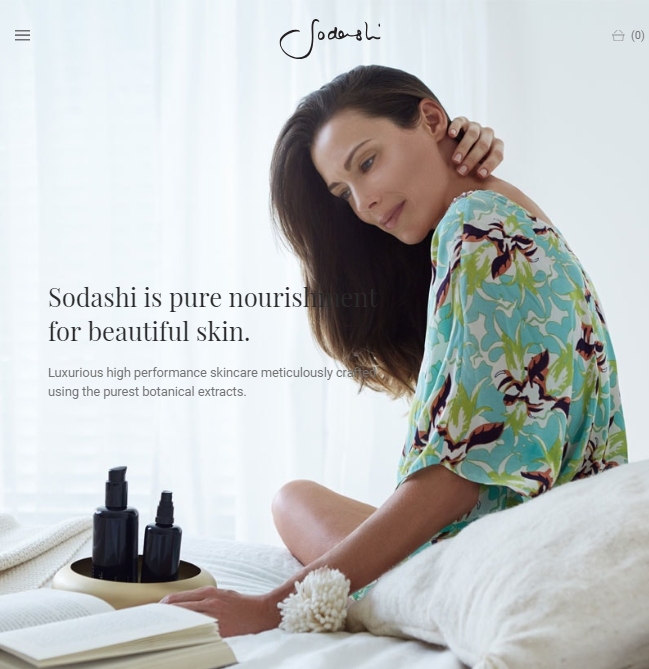 Sodashi
(0)
Sodashi is pure nourishment
for beautiful skin.
Luxurious high performance skincare meticulously crafted
using the purest botanical extracts.